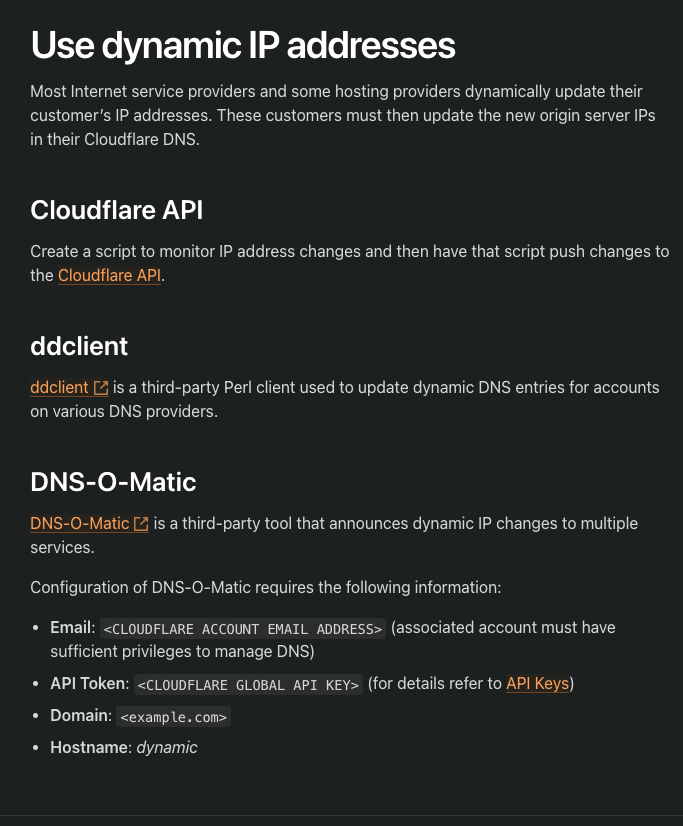 Use dynamic IP addresses
Most Internet service providers and some hosting providers dynamically update their
customer’s IP addresses. These customers must then update the new origin server IPs
in their Cloudflare DNS.
Cloudflare API
Create a script to monitor IP address changes and then have that script push changes to
the Cloudflare API.
ddclient
ddclient is a third-party Perl client used to update dynamic DNS entries for accounts
on various DNS providers.
DNS-O-Matic
DNS-O-Matic is a third-party tool that announces dynamic IP changes to multiple
services.
Configuration of DNS-O-Matic requires the following information:
• Email: <CLOUDFLARE ACCOUNT EMAIL ADDRESS> (associated account must have
sufficient privileges to manage DNS)
• API Token: <CLOUDFLARE GLOBAL API KEY> (for details refer to API Keys)
• Domain: <example.com>
• Hostname: dynamic